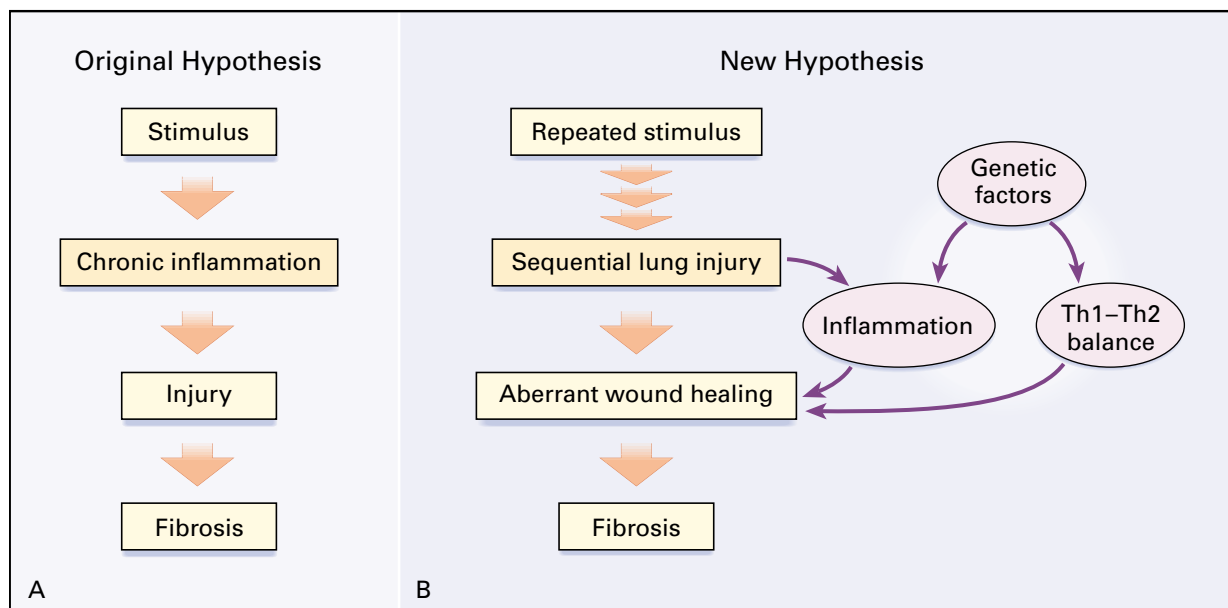 Original Hypothesis
Stimulus
Chronic inflammation
Injury
Fibrosis
A
New Hypothesis
Repeated stimulus
Sequential lung injury
Aberrant wound healing
Fibrosis
Genetic
factors
Inflammation
Th1–Th2
balance
B